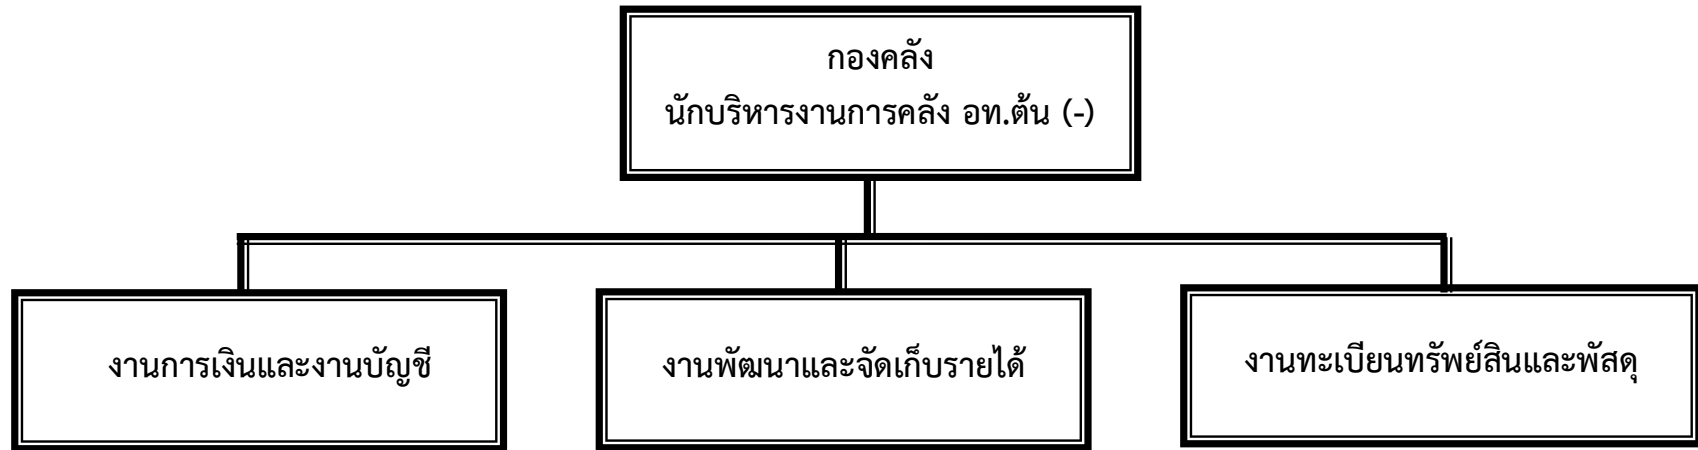 กองคลัง
นักบริหารงานการคลัง อท.ต้น (-)
งานการเงินและงานบัญชี
งานพัฒนาและจัดเก็บรายได้
งานทะเบียนทรัพย์สินและพัสดุ